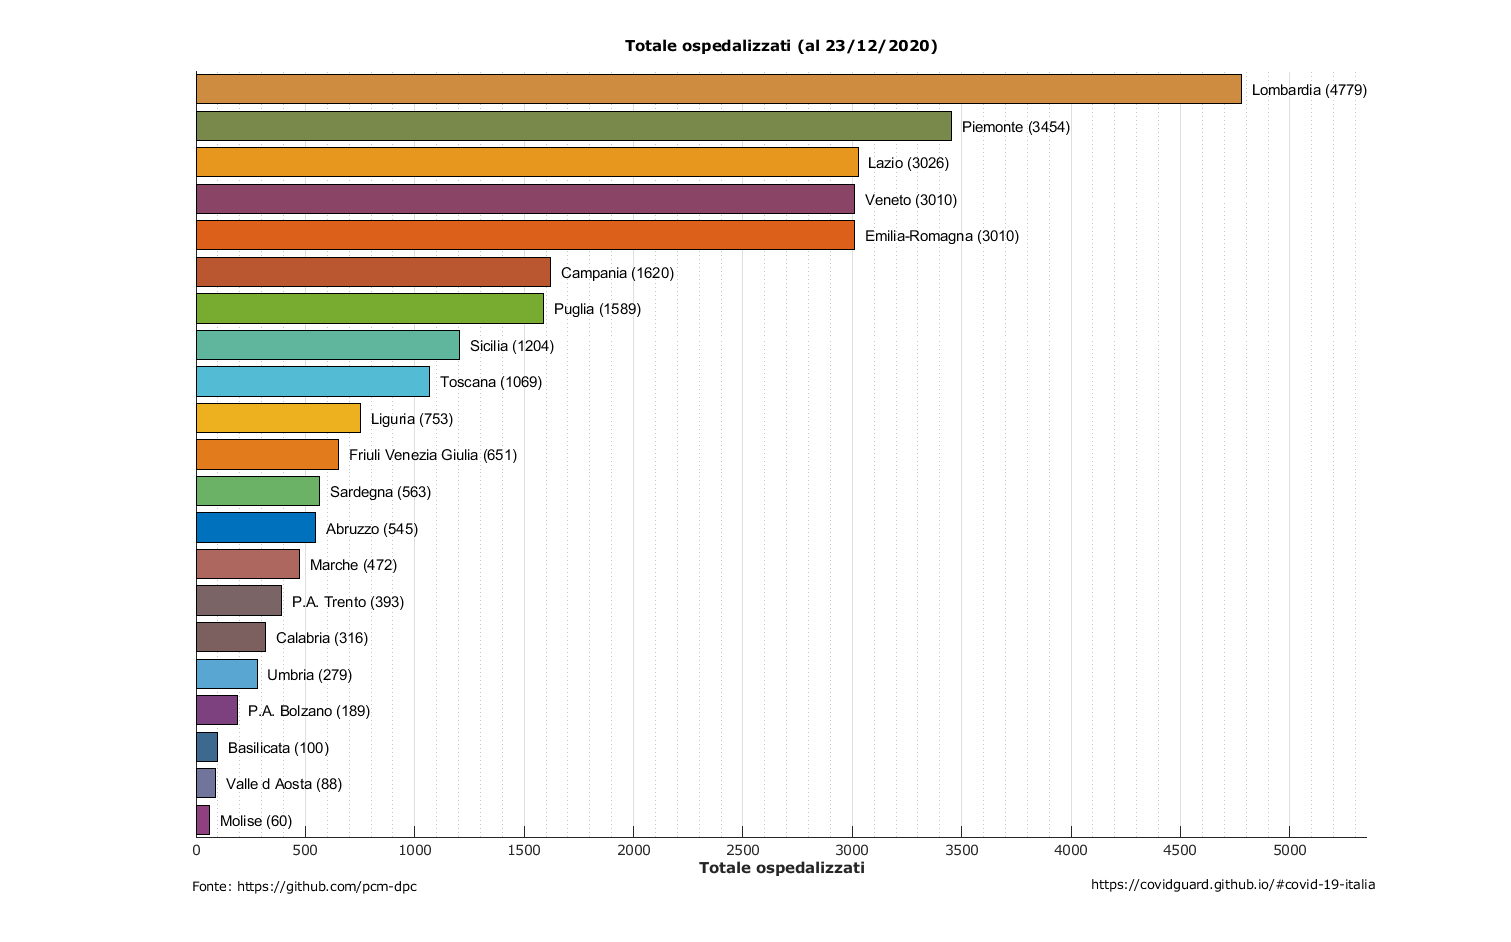 Totale ospedalizzati (al 23/12/2020)
Lombardia (4779)
Piemonte (3454)
Lazio (3026)
Veneto (3010)
Emilia-Romagna (3010)
Campania (1620)
Puglia (1589)
Sicilia (1204)
Toscana (1069)
Liguria (753)
Friuli Venezia Giulia (651)
Sardegna (563)
Abruzzo (545)
Marche (472)
P.A. Trento (393)
Calabria (316)
Umbria (279)
P.A. Bolzano (189)
Basilicata (100)
Valle d Aosta (88)
Molise (60)
0 500 1000 1500 2000 2500 3000 3500 4000 4500 5000
Totale ospedalizzati
Fonte: https://github.com/pcm-dpc
https://covidguard.github.io/#covid-19-italia